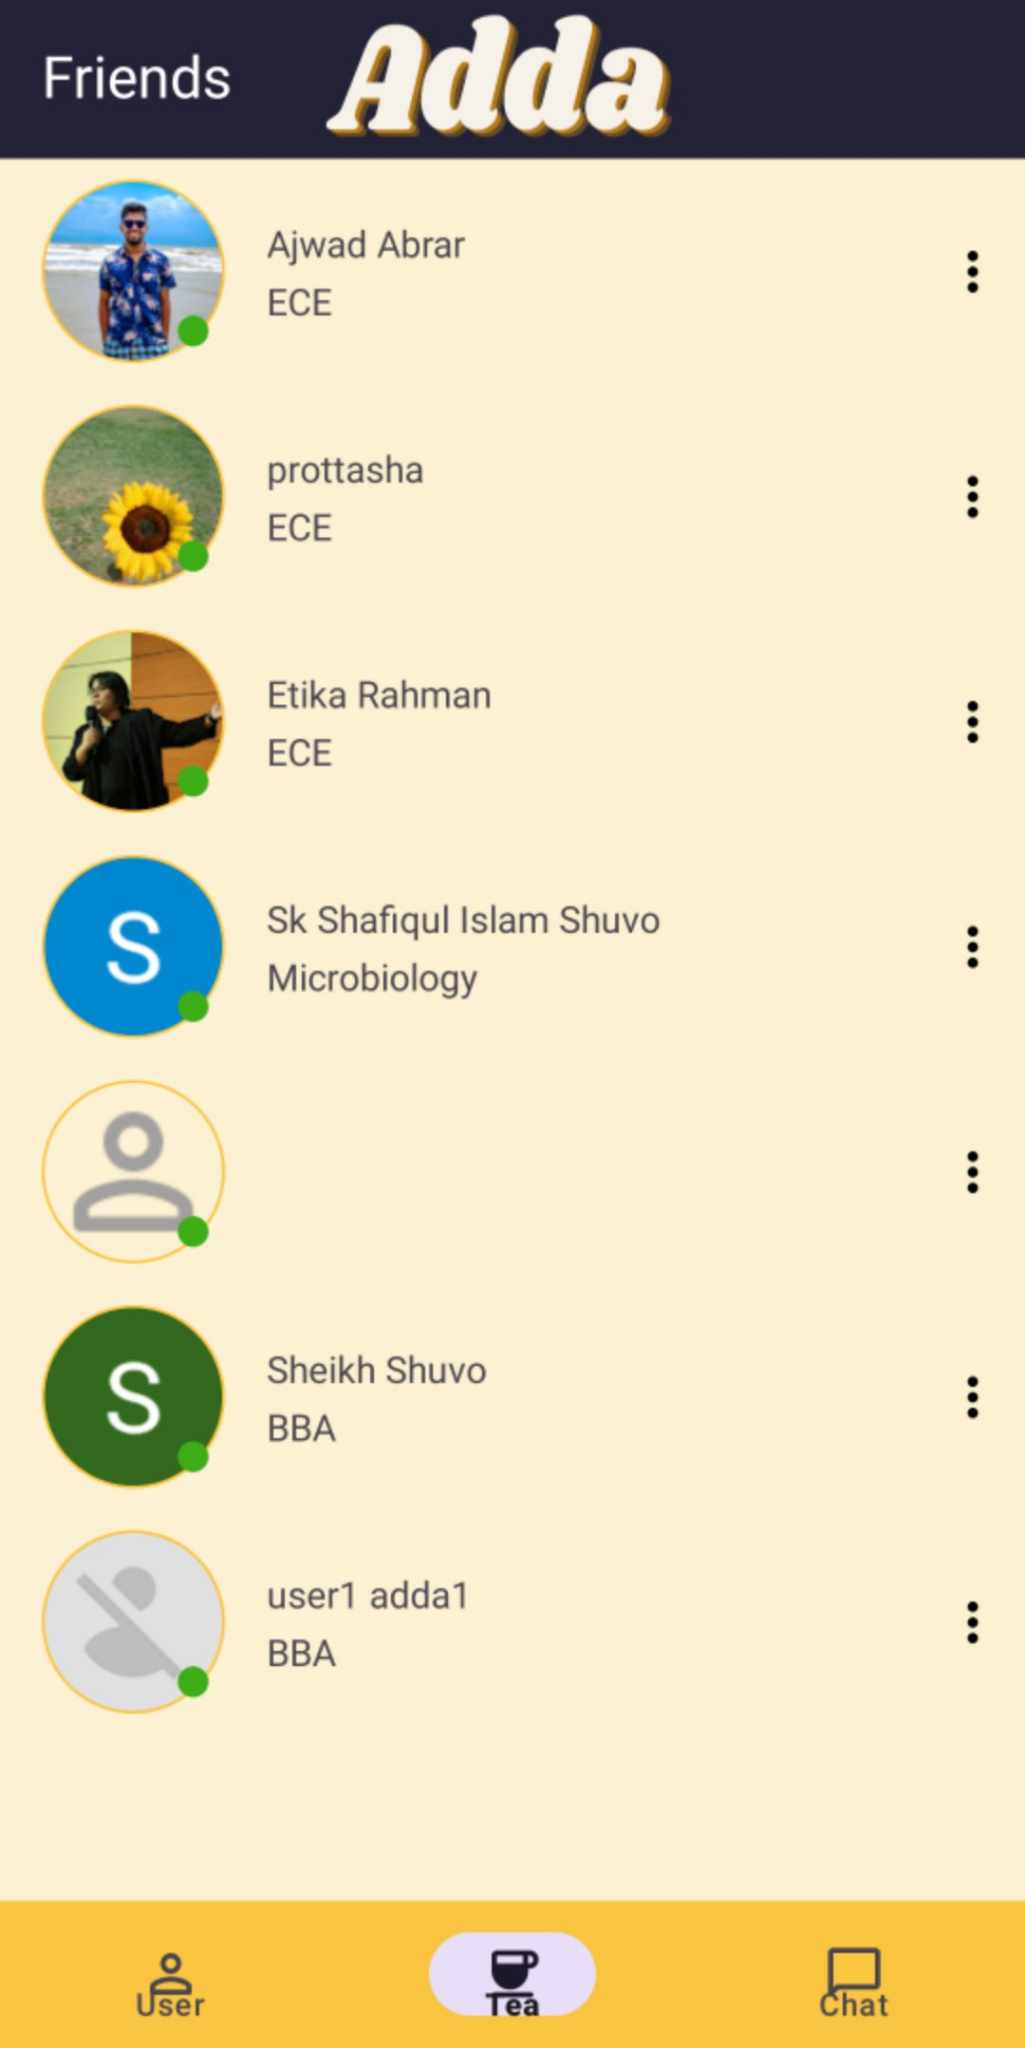 Friends
Adda
Ajwad Abrar
ECE
prottasha
ECE
Etika Rahman
ECE
S
Sk Shafiqul Islam Shuvo
Microbiology
S
Sheikh Shuvo
BBA
user1 adda1
BBA
User
Tea
Chat